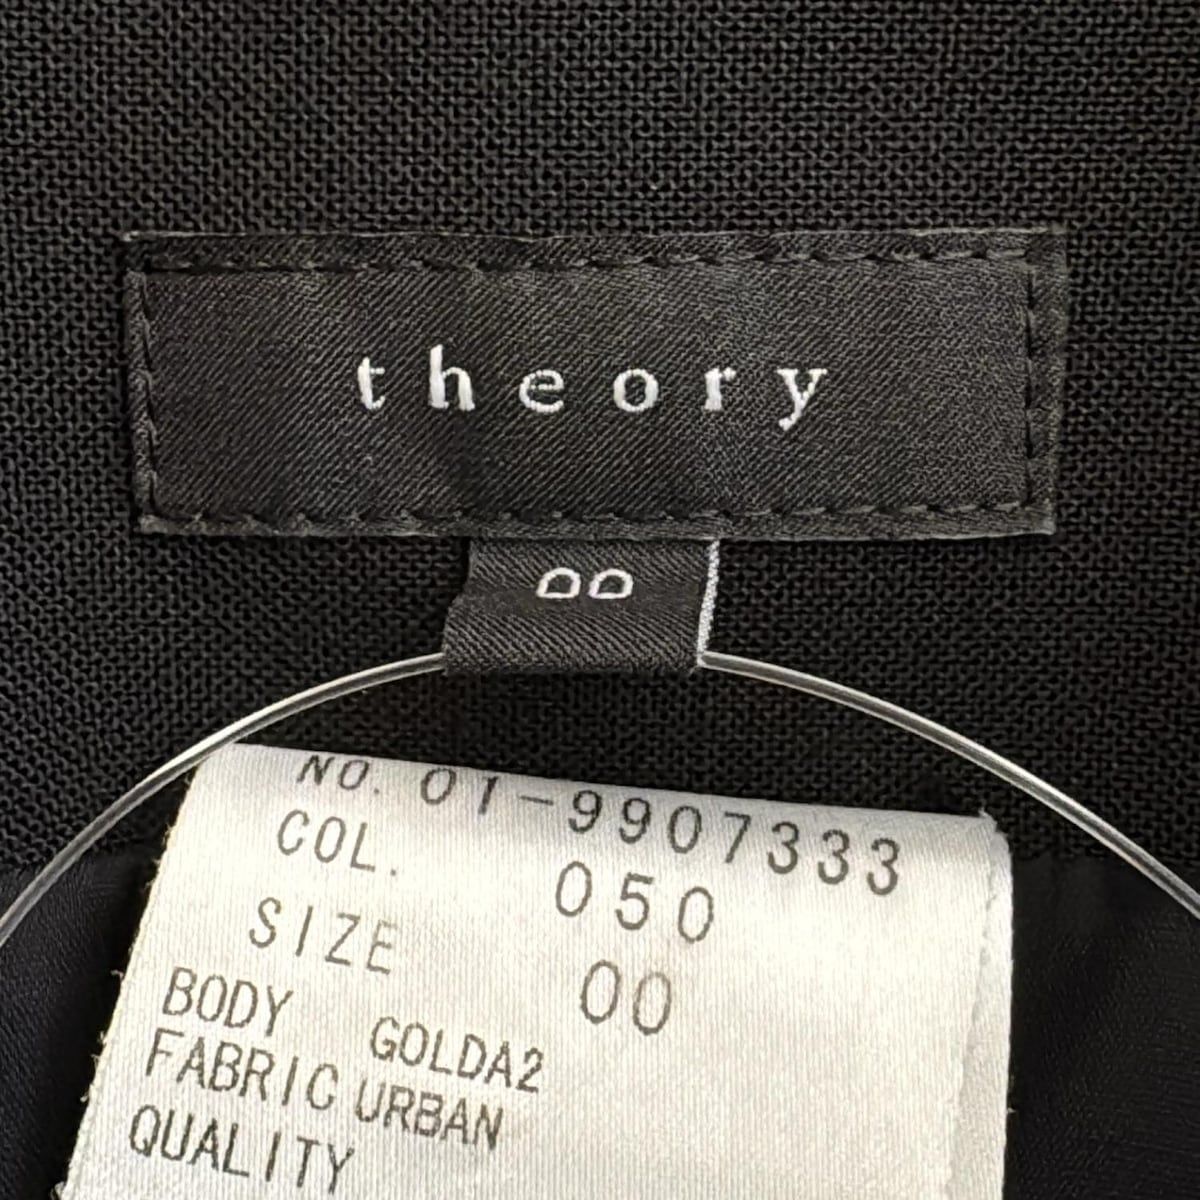 theory
00
NO. 01-9907333
COL. 050
SIZE 00
BODY GOLDA2
FABRIC URBAN
QUALITY